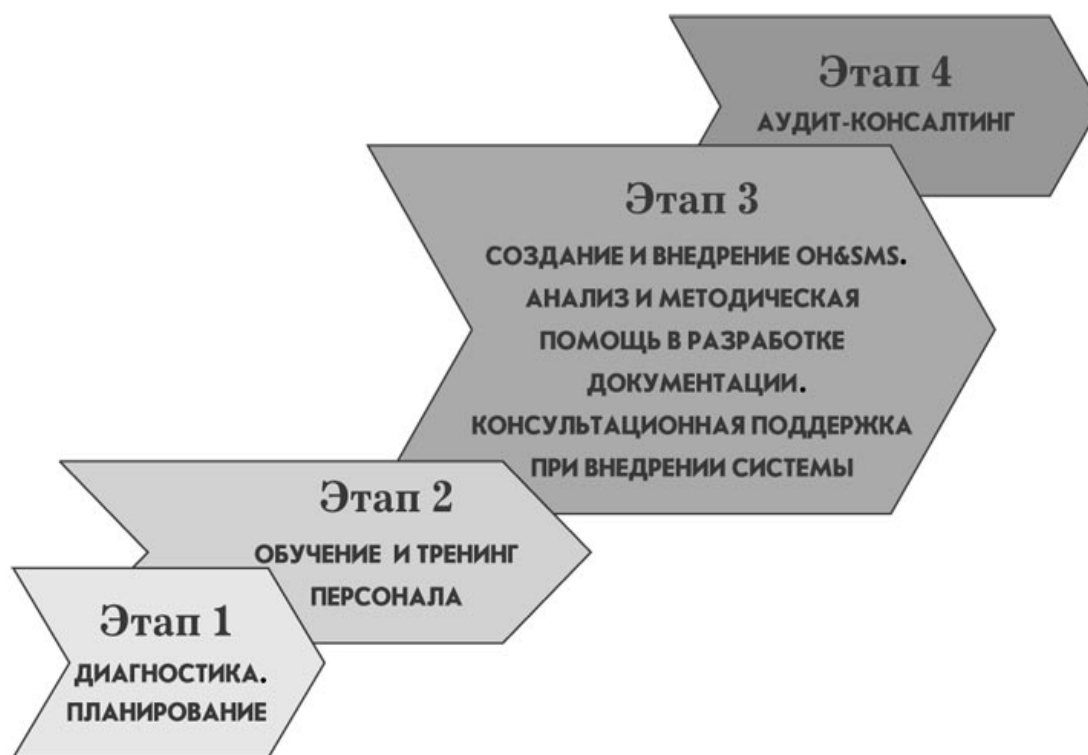 Этап 4
АУДИТ-КОНСАЛТИНГ
Этап 3
СОЗДАНИЕ И ВНЕДРЕНИЕ OH&SMS.
АНАЛИЗ И МЕТОДИЧЕСКАЯ
ПОМОЩЬ В РАЗРАБОТКЕ
ДОКУМЕНТАЦИИ.
КОНСУЛЬТАЦИОННАЯ ПОДДЕРЖКА
ПРИ ВНЕДРЕНИИ СИСТЕМЫ
Этап 2
ОБУЧЕНИЕ И ТРЕНИНГ
ПЕРСОНАЛА
Этап 1
ДИАГНОСТИКА.
ПЛАНИРОВАНИЕ